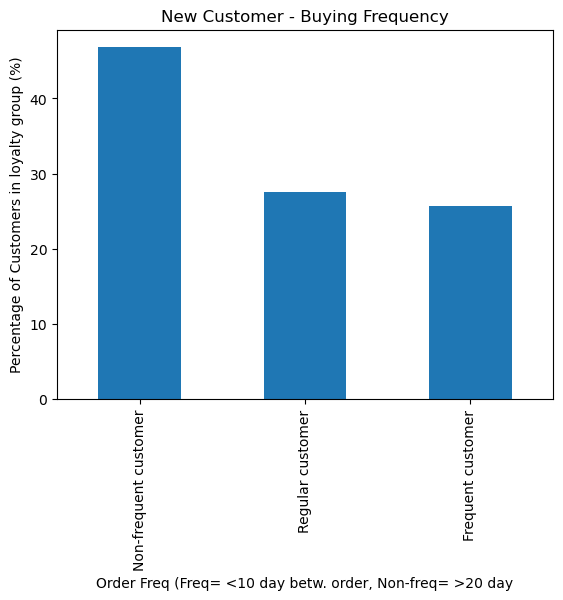 New Customer - Buying Frequency
Percentage of Customers in loyalty group (%)
40
30
20
10
0
Non-frequent customer
Regular customer
Frequent customer
Order Freq (Freq= <10 day betw. order, Non-freq= >20 day